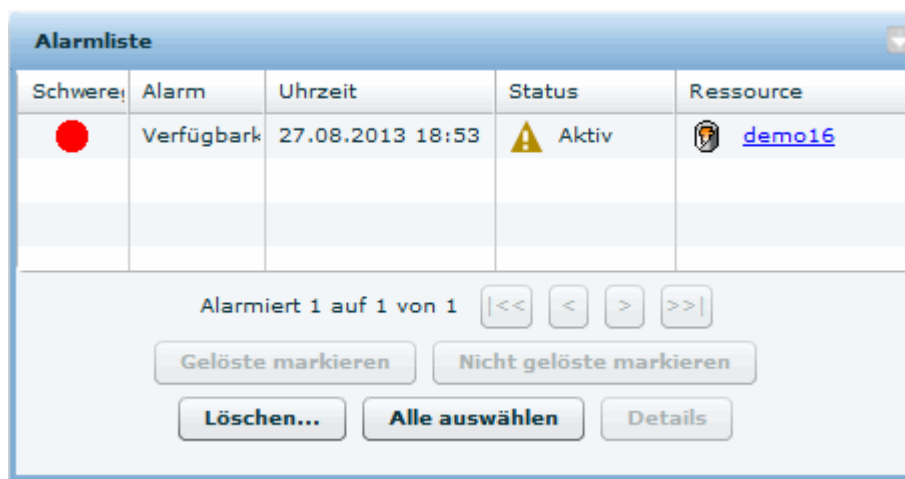 Alarmliste
Schwere Alarm Uhrzeit Status Ressource
Verfügbark 27.08.2013 18:53 Aktiv demo16
Alarmiert 1 auf 1 von 1 |<< < > >>|
Gelöste markieren Nicht gelöste markieren
Löschen... Alle auswählen Details